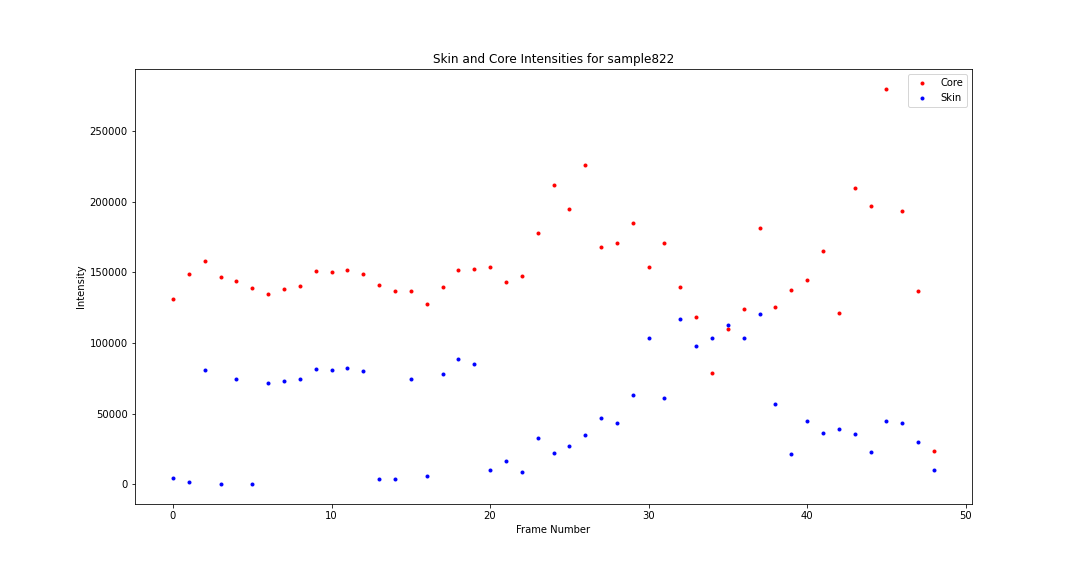 Skin and Core Intensities for sample822
Core
Skin
250000
200000
150000
100000
50000
0
Intensity
0 10 20 30 40 50
Frame Number